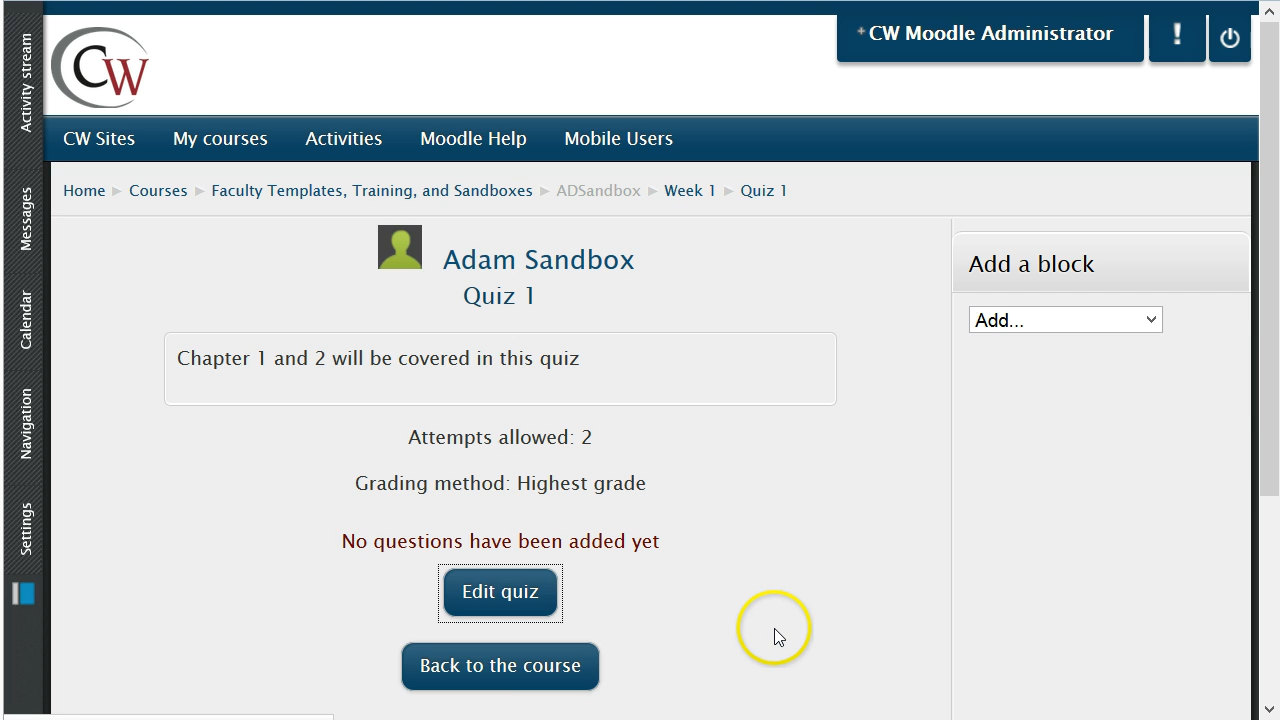 CW
CW Moodle Administrator
!
CW Sites My courses Activities Moodle Help Mobile Users
Home Courses Faculty Templates, Training, and Sandboxes ADSandbox Week 1 Quiz 1
Activity stream
Messages
Calendar
Navigation
Settings
Adam Sandbox
Quiz 1
Chapter 1 and 2 will be covered in this quiz
Attempts allowed: 2
Grading method: Highest grade
No questions have been added yet
Edit quiz
Back to the course
Add a block
Add...